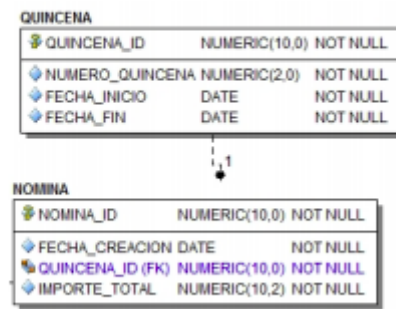 QUINCENA
QUINCENA_ID NUMERIC(10,0) NOT NULL
NUMERO_QUINCENA NUMERIC(2,0) NOT NULL
FECHA_INICIO DATE NOT NULL
FECHA_FIN DATE NOT NULL
1
NOMINA
NOMINA_ID NUMERIC(10,0) NOT NULL
FECHA_CREACION DATE NOT NULL
QUINCENA_ID (FK) NUMERIC(10,0) NOT NULL
IMPORTE_TOTAL NUMERIC(10,2) NOT NULL